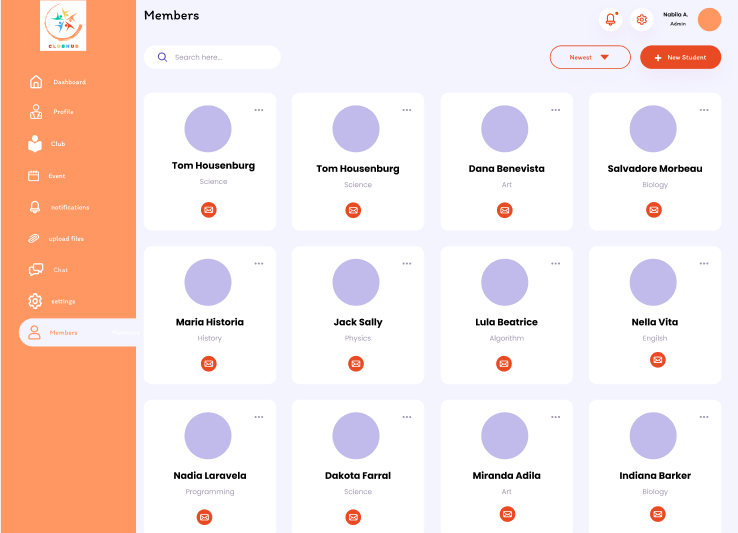 CLUBHUB
Dashboard
Profile
Club
Event
notifications
upload files
Chat
settings
Members
Members
Nabila A.
Admin
Search here...
Newest
+ New Student
Tom Housenburg
Science
Tom Housenburg
Science
Dana Benevista
Art
Salvadore Morbeau
Biology
Maria Historia
History
Jack Sally
Physics
Lula Beatrice
Algorithm
Nella Vita
English
Nadia Laravela
Programming
Dakota Farral
Science
Miranda Adila
Art
Indiana Barker
Biology